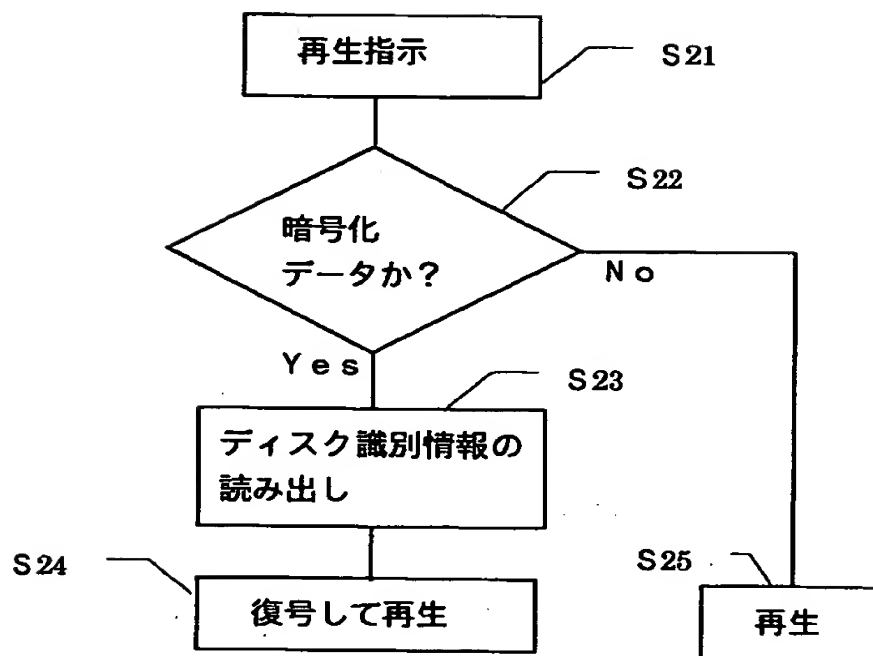 再生指示
S21
S22
暗号化
データか？
No
Yes
S23
ディスク識別情報の
読み出し
S24
復号して再生
S25
再生